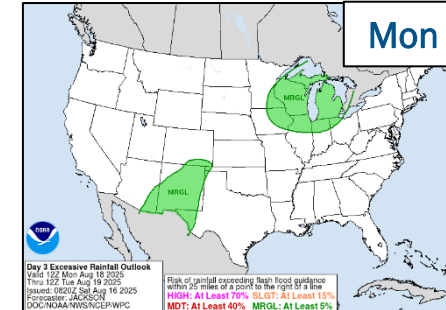 Mon
MRGL
MRGL
NOAA
Day 3 Excessive Rainfall Outlook
Valid 12Z Mon Aug 18 2025
Thru 12Z Tue Aug 19 2025
Issued: 0820Z Sat Aug 16 2025
Forecaster: JACKSON
DOC/NOAA/NWS/NCEP/WPC
Risk of rainfall exceeding flash flood guidance
within 25 miles of a point to the right of a line
HIGH: At Least 70% SLGT: At Least 15%
MDT: At Least 40% MRGL: At Least 5%